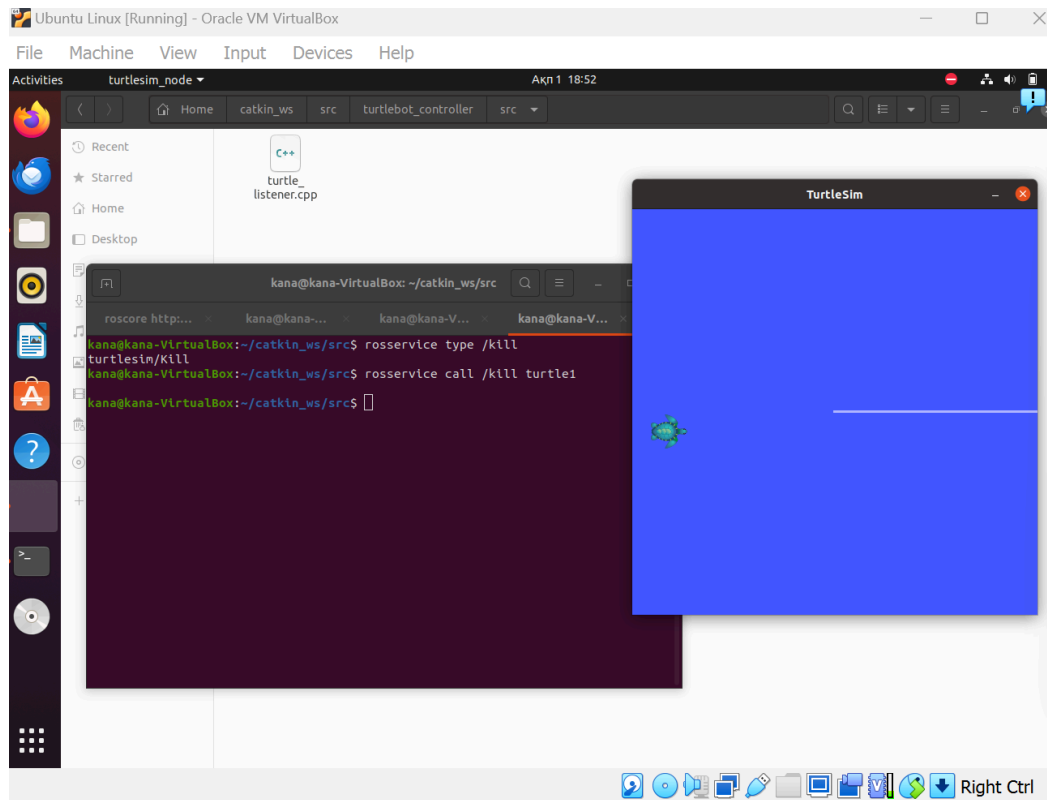 Ubuntu Linux [Running] - Oracle VM VirtualBox
File Machine View Input Devices Help
Activities turtlesim_node Ақп 1 18:52
Home catkin_ws src turtlebot_controller src
Recent
Starred
Home
Desktop
C++
turtle_
listener.cpp
TurtleSim
kana@kana-VirtualBox: ~/catkin_ws/src
roscore http:... kana@kana-... kana@kana-V... kana@kana-V...
kana@kana-VirtualBox:~/catkin_ws/src$ rosservice type /kill
turtlesim/Kill
kana@kana-VirtualBox:~/catkin_ws/src$ rosservice call /kill turtle1
kana@kana-VirtualBox:~/catkin_ws/src$
Right Ctrl